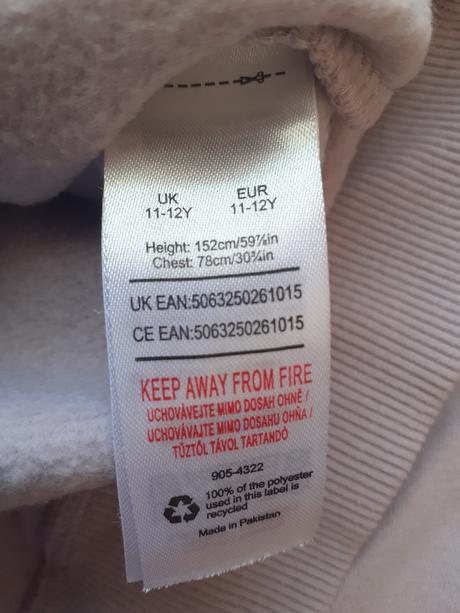 UK EUR
11-12Y 11-12Y
Height: 152cm/59⅞in
Chest: 78cm/30¾in
UK EAN:5063250261015
CE EAN:5063250261015
KEEP AWAY FROM FIRE
UCHOVÁVEJTE MIMO DOSAH OHNĚ /
UCHOVÁVAJTE MIMO DOSAHU OHŇA /
TŰZTŐL TÁVOL TARTANDÓ
905-4322
100% of the polyester
used in this label is
recycled
Made in Pakistan